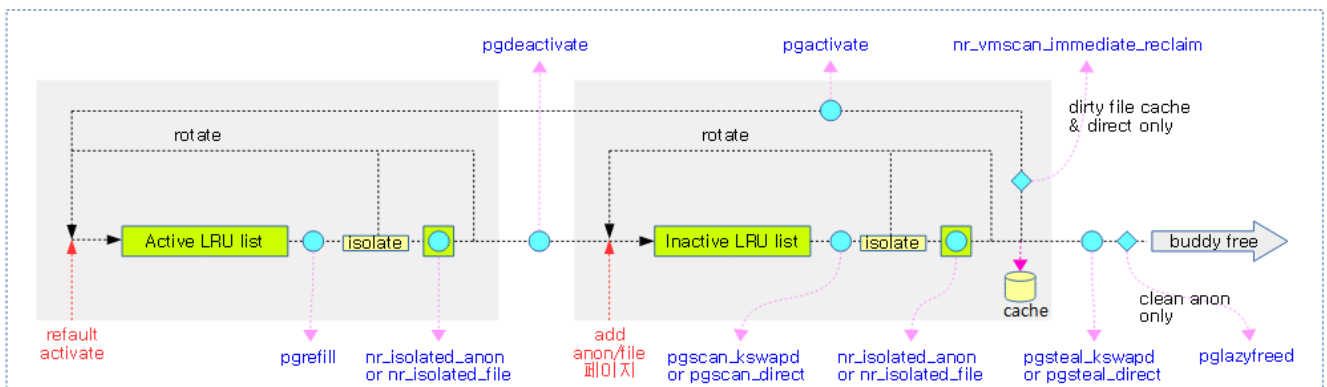 pgdeactivate
pgactivate
nr_vmscan_immediate_reclaim
dirty file cache
& direct only
rotate
rotate
Active LRU list
isolate
Inactive LRU list
isolate
buddy free
cache
clean anon
only
refault
activate
pgrefill
nr_isolated_anon
or nr_isolated_file
add
anon/file
페이지
pgscan_kswapd
or pgscan_direct
nr_isolated_anon
or nr_isolated_file
pgsteal_kswapd
or pgsteal_direct
pglazyfreed